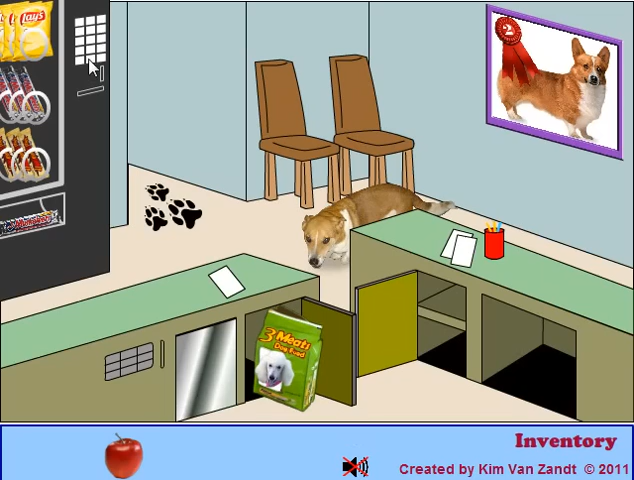 Lay's
2
3 Meats
Dog Food
Inventory
Created by Kim Van Zandt © 2011